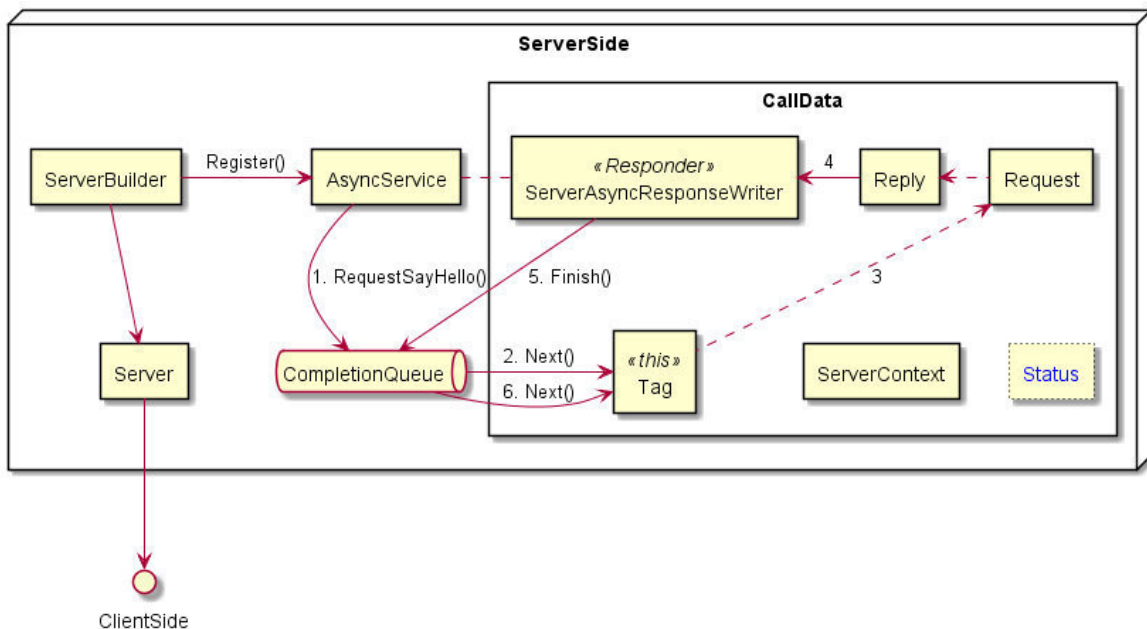 ServerSide
CallData
ServerBuilder
Register()
AsyncService
«Responder»
ServerAsyncResponseWriter
4
Reply
Request
1. RequestSayHello()
5. Finish()
3
Server
CompletionQueue
2. Next()
6. Next()
«this»
Tag
ServerContext
Status
ClientSide